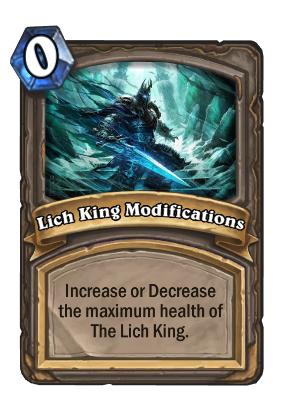 0
Lich King Modifications
Increase or Decrease
the maximum health of
The Lich King.